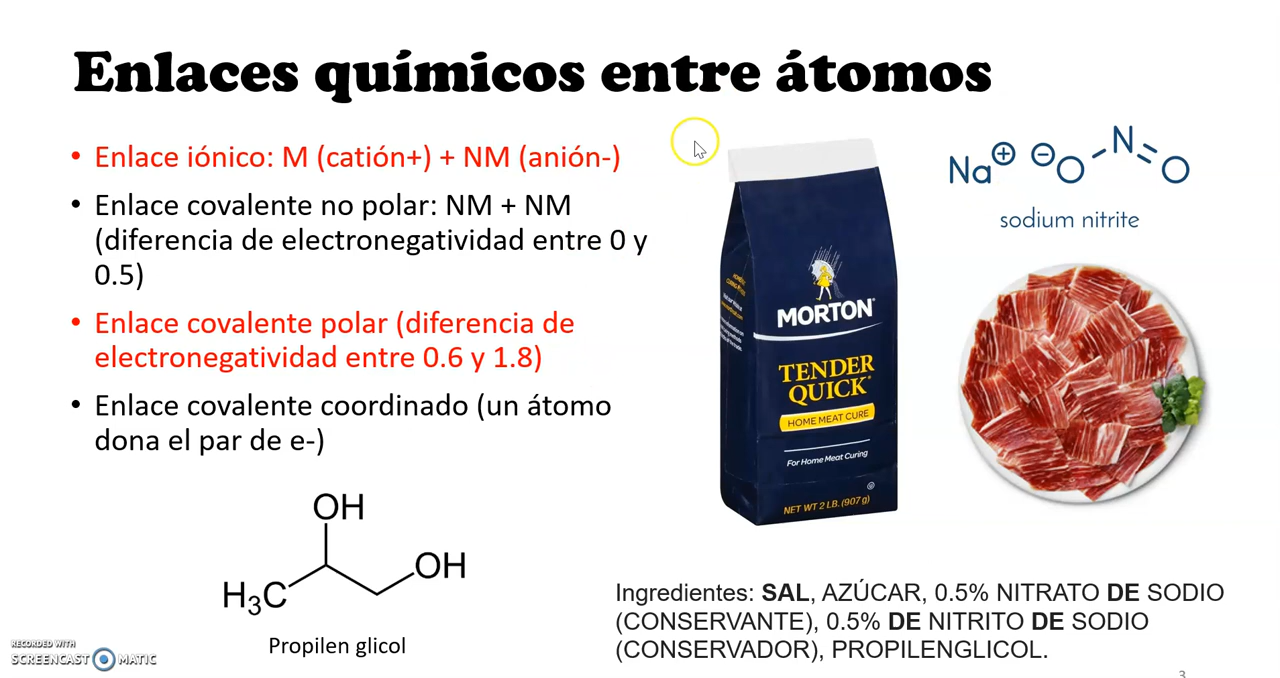 Enlaces químicos entre átomos
• Enlace iónico: M (catión+) + NM (anión-)
• Enlace covalente no polar: NM + NM
(diferencia de electronegatividad entre 0 y
0.5)
• Enlace covalente polar (diferencia de
electronegatividad entre 0.6 y 1.8)
• Enlace covalente coordinado (un átomo
dona el par de e-)
OH
OH
H₃C
Propilen glicol
Na⊕ ⊖O N O
sodium nitrite
MORTON®
TENDER
QUICK®
HOME MEAT CURE
For Home Meat Curing
NET WT 2 LB. (907g)
Ingredientes: SAL, AZÚCAR, 0.5% NITRATO DE SODIO
(CONSERVANTE), 0.5% DE NITRITO DE SODIO
(CONSERVADOR), PROPILENGLICOL.
RECORDED WITH
SCREENCAST MATIC
3